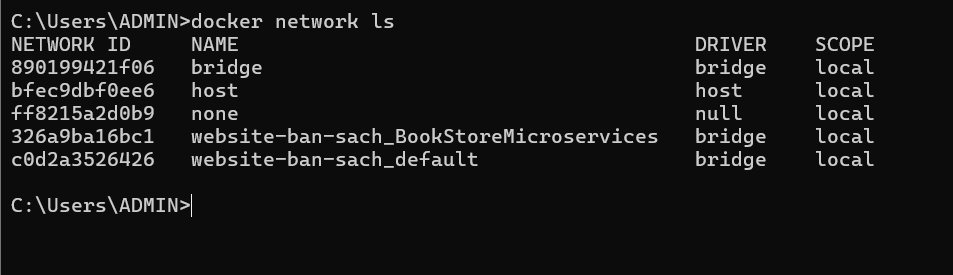 C:\Users\ADMIN>docker network ls
NETWORK ID     NAME                                     DRIVER    SCOPE
890199421f06   bridge                                   bridge    local
bfec9dbf0ee6   host                                     host      local
ff8215a2d0b9   none                                     null      local
326a9ba16bc1   website-ban-sach_BookStoreMicroservices   bridge    local
c0d2a3526426   website-ban-sach_default                 bridge    local
C:\Users\ADMIN>